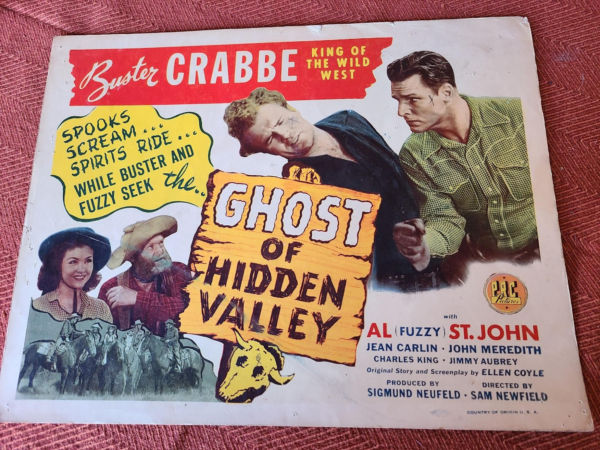 Buster CRABBE
KING OF
THE WILD
WEST
SPOOKS
SCREAM...
SPIRITS RIDE...
WHILE BUSTER AND
FUZZY SEEK the..
GHOST
OF
HIDDEN
VALLEY
PRC
Pictures
with
AL (FUZZY) ST. JOHN
JEAN CARLIN · JOHN MEREDITH
CHARLES KING · JIMMY AUBREY
Original Story and Screenplay by ELLEN COYLE
PRODUCED BY
SIGMUND NEUFELD ·
DIRECTED BY
SAM NEWFIELD
COUNTRY OF ORIGIN U. S. A.